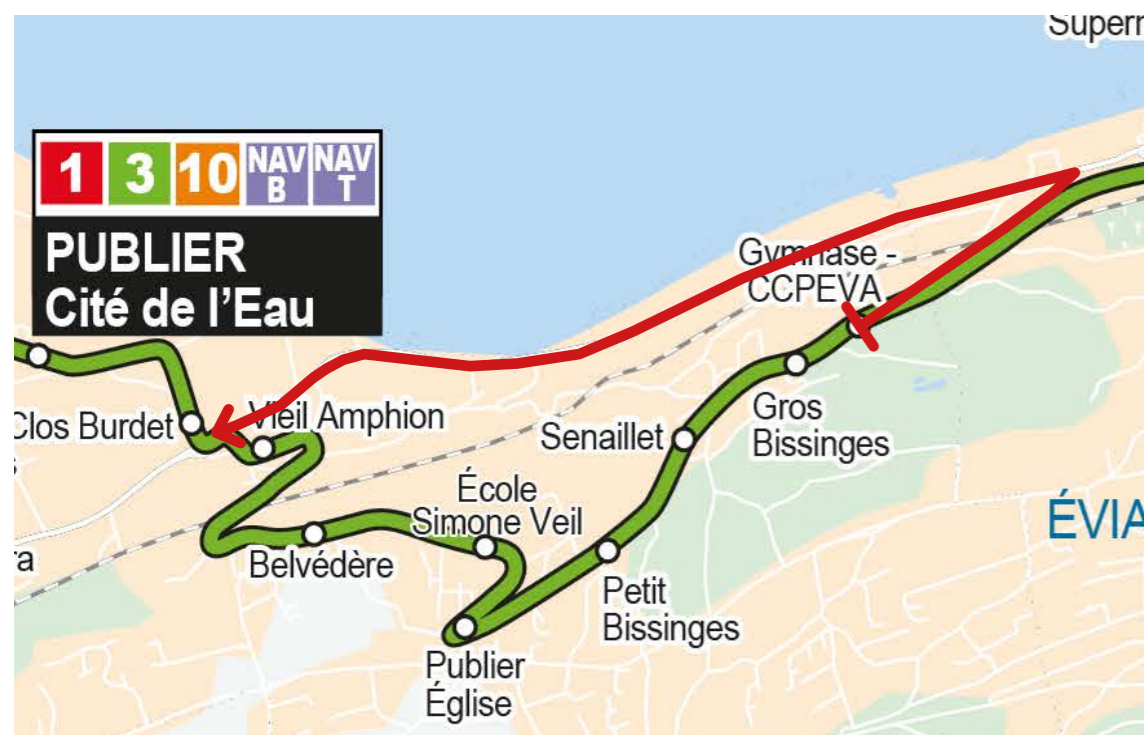 1 3 10 NAV B NAV T
PUBLIER
Cité de l'Eau
Gymnase -
CCPEVA
Clos Burdet
Vieil Amphion
Senaillet
Gros
Bissinges
École
Simone Veil
Belvédère
Petit
Bissinges
Publier
Église
ÉVIA